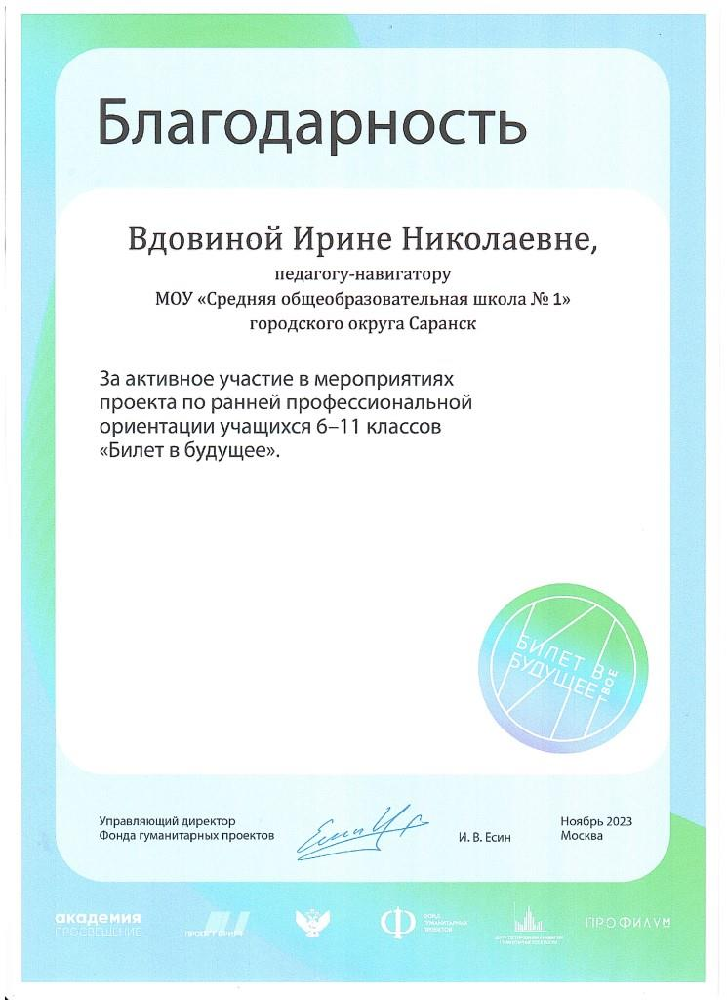 Благодарность
Вдовиной Ирине Николаевне,
педагогу-навигатору
МОУ «Средняя общеобразовательная школа № 1»
городского округа Саранск
За активное участие в мероприятиях
проекта по ранней профессиональной
ориентации учащихся 6–11 классов
«Билет в будущее».
БИЛЕТ В
БУДУЩЕЕ
ТВОЕ
Управляющий директор
Фонда гуманитарных проектов
И. В. Есин
Ноябрь 2023
Москва
академия
ПРОСВЕЩЕНИЕ
ФОНД
ГУМАНИТАРНЫХ
ПРОЕКТОВ
ПРОФИЛУМ